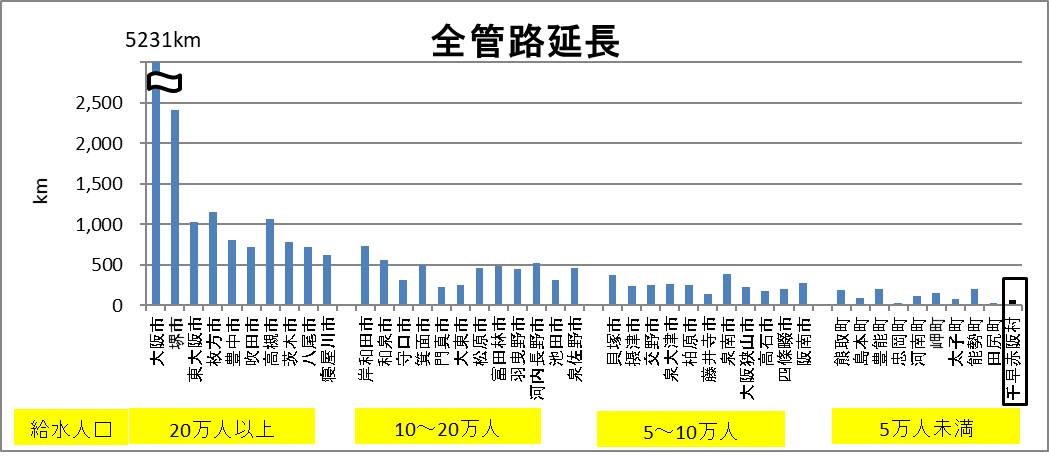 全管路延長
5231km
km
2,500
2,000
1,500
1,000
500
0
大阪市
堺市
東大阪市
枚方市
豊中市
吹田市
高槻市
茨木市
八尾市
寝屋川市
岸和田市
和泉市
守口市
箕面市
門真市
大東市
松原市
富田林市
羽曳野市
河内長野市
池田市
泉佐野市
貝塚市
摂津市
交野市
泉大津市
柏原市
藤井寺市
泉南市
大阪狭山市
高石市
四條畷市
阪南市
熊取町
島本町
豊能町
忠岡町
河南町
岬町
太子町
能勢町
田尻町
千早赤阪村
給水人口
20万人以上
10～20万人
5～10万人
5万人未満